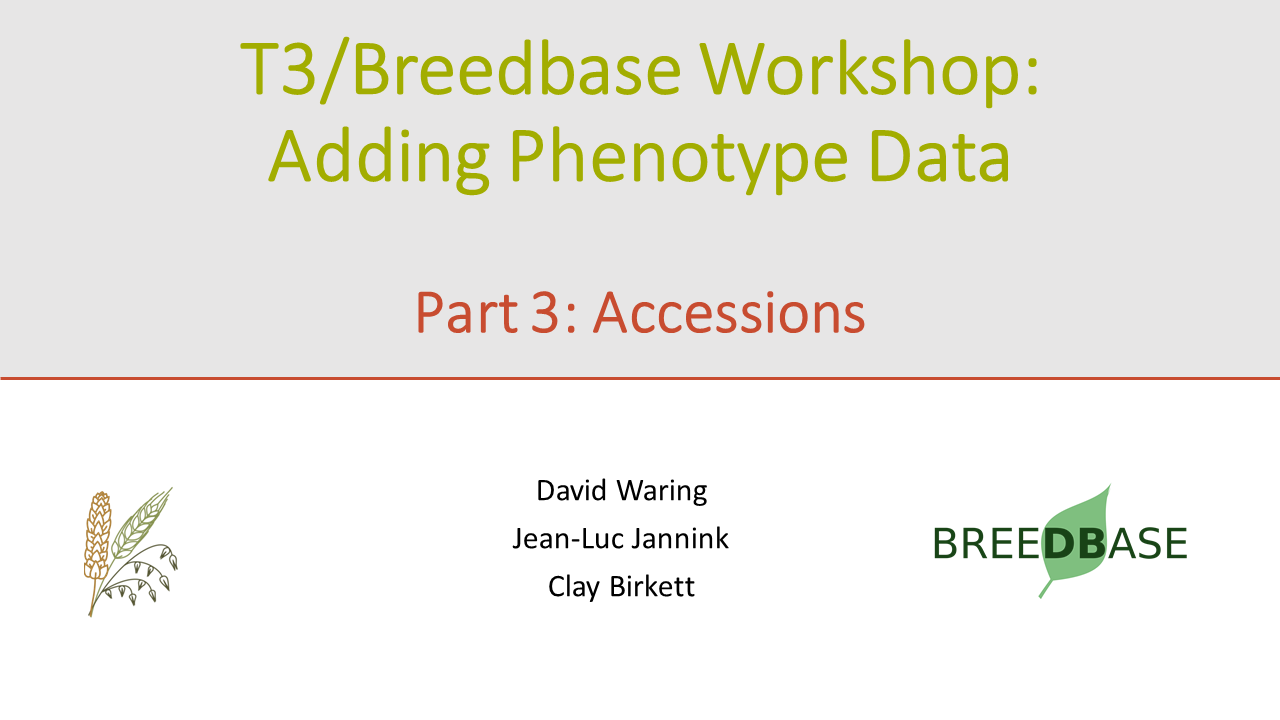 T3/Breedbase Workshop:
Adding Phenotype Data
Part 3: Accessions
David Waring
Jean-Luc Jannink
Clay Birkett
BREEDBASE